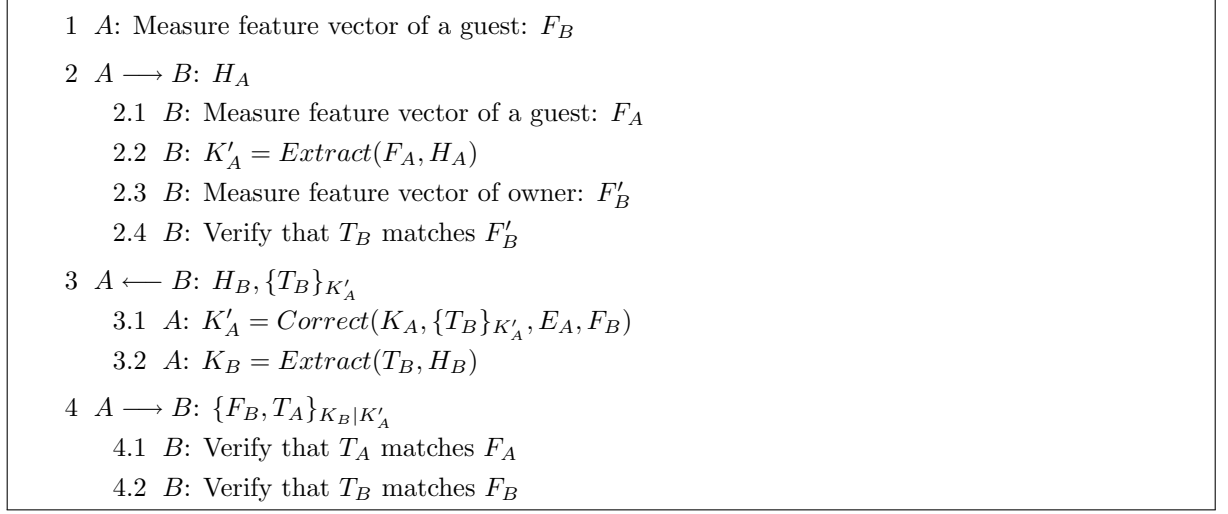 1 A: Measure feature vector of a guest: F_B
2 A ⟶ B: H_A
2.1 B: Measure feature vector of a guest: F_A
2.2 B: K′_A = Extract(F_A, H_A)
2.3 B: Measure feature vector of owner: F′_B
2.4 B: Verify that T_B matches F′_B
3 A ⟵ B: H_B, {T_B}_{K′_A}
3.1 A: K′_A = Correct(K_A, {T_B}_{K′_A}, E_A, F_B)
3.2 A: K_B = Extract(T_B, H_B)
4 A ⟶ B: {F_B, T_A}_{K_B|K′_A}
4.1 B: Verify that T_A matches F_A
4.2 B: Verify that T_B matches F_B